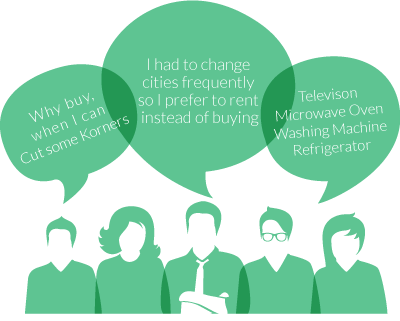 Why buy,
when I can
Cut some Korners
I had to change
cities frequently
so I prefer to rent
instead of buying
Televison
Microwave Oven
Washing Machine
Refrigerator